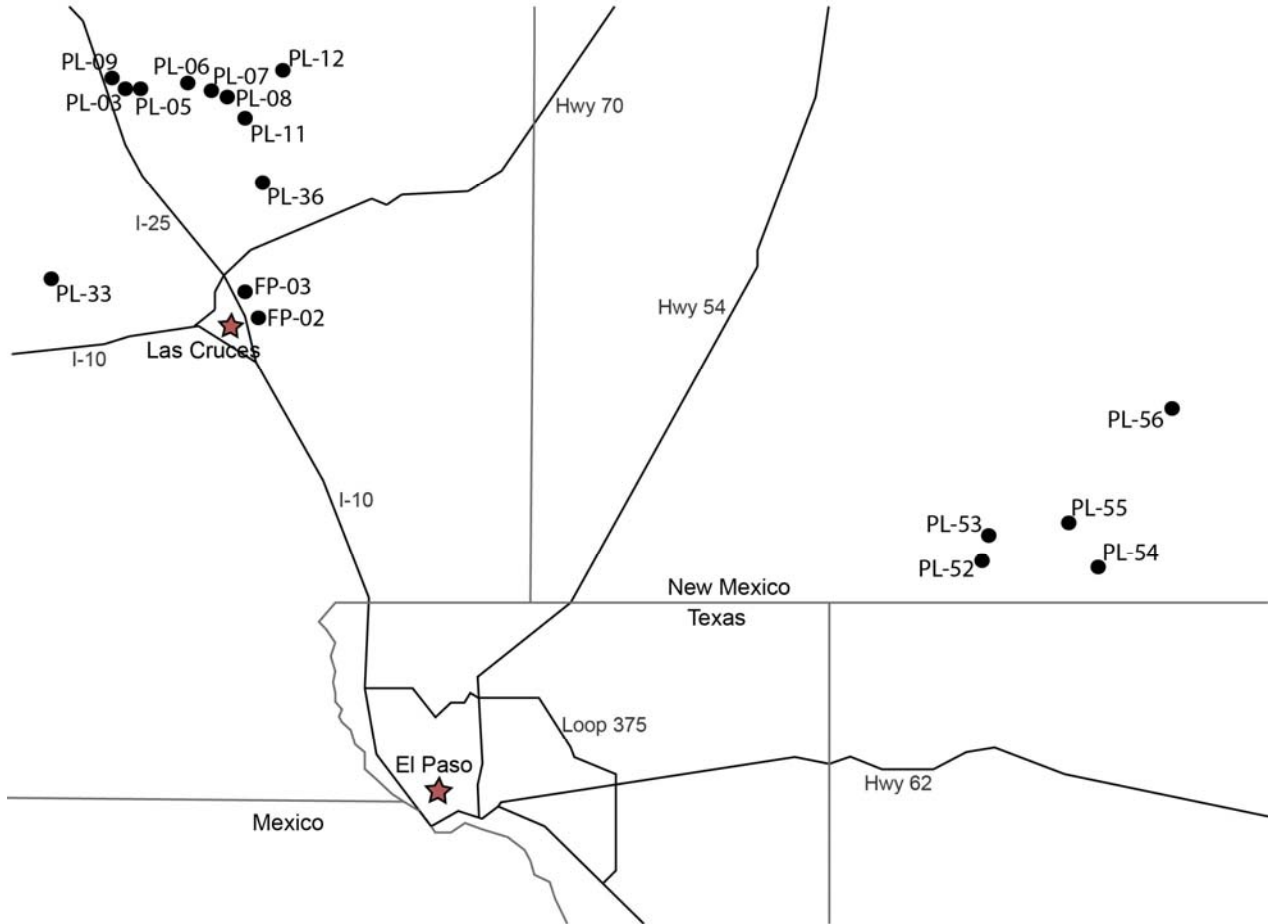 PL-09
PL-06
PL-12
PL-07
PL-03
PL-05
PL-08
PL-11
Hwy 70
PL-36
I-25
PL-33
FP-03
Hwy 54
FP-02
Las Cruces
I-10
PL-56
I-10
PL-53
PL-55
PL-52
PL-54
New Mexico
Texas
Loop 375
El Paso
Hwy 62
Mexico